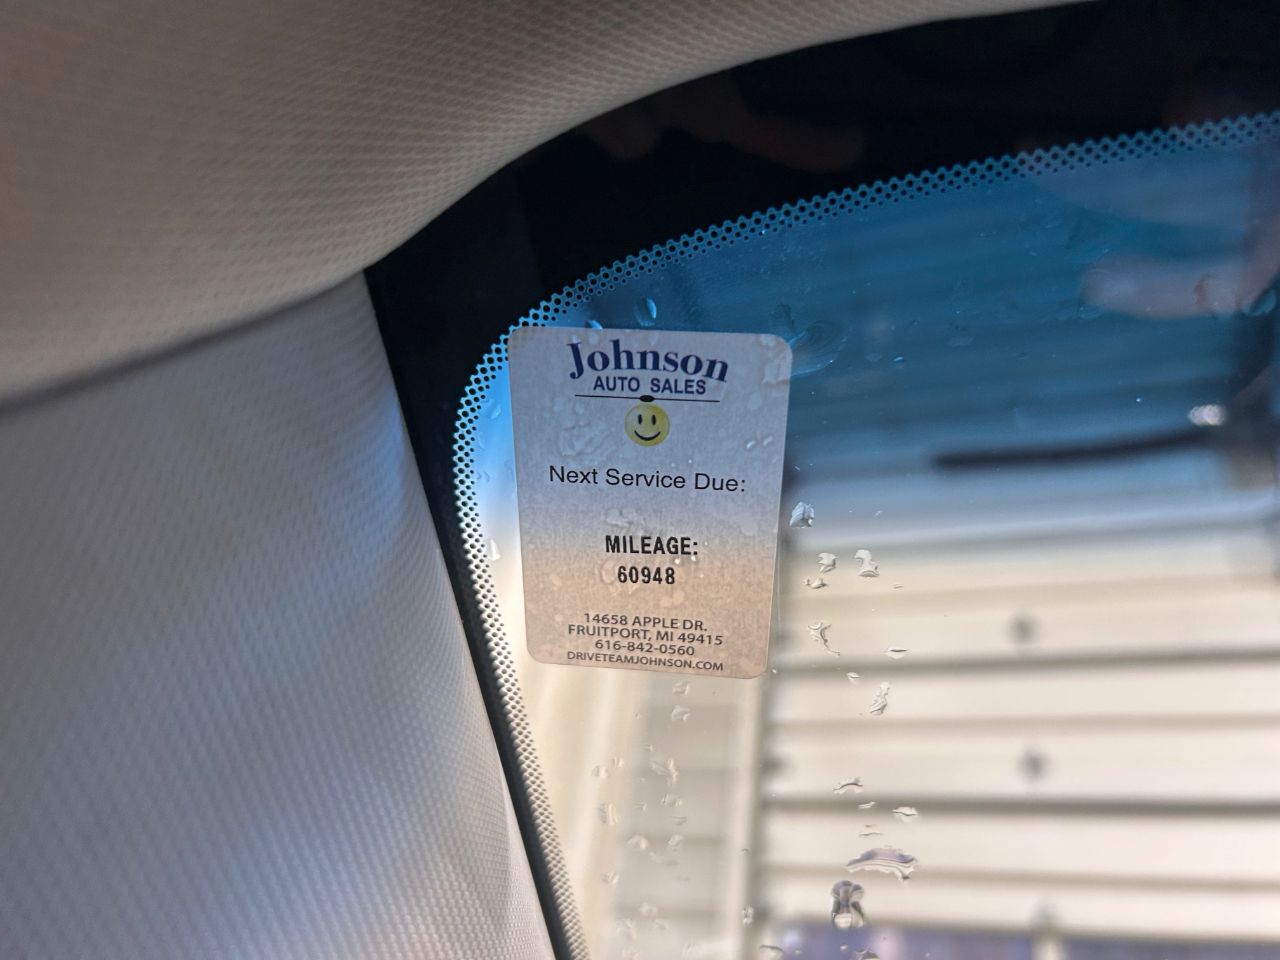 Johnson
AUTO SALES
Next Service Due:
MILEAGE:
60948
14658 APPLE DR.
FRUITPORT, MI 49415
616-842-0560
DRIVETEAMJOHNSON.COM